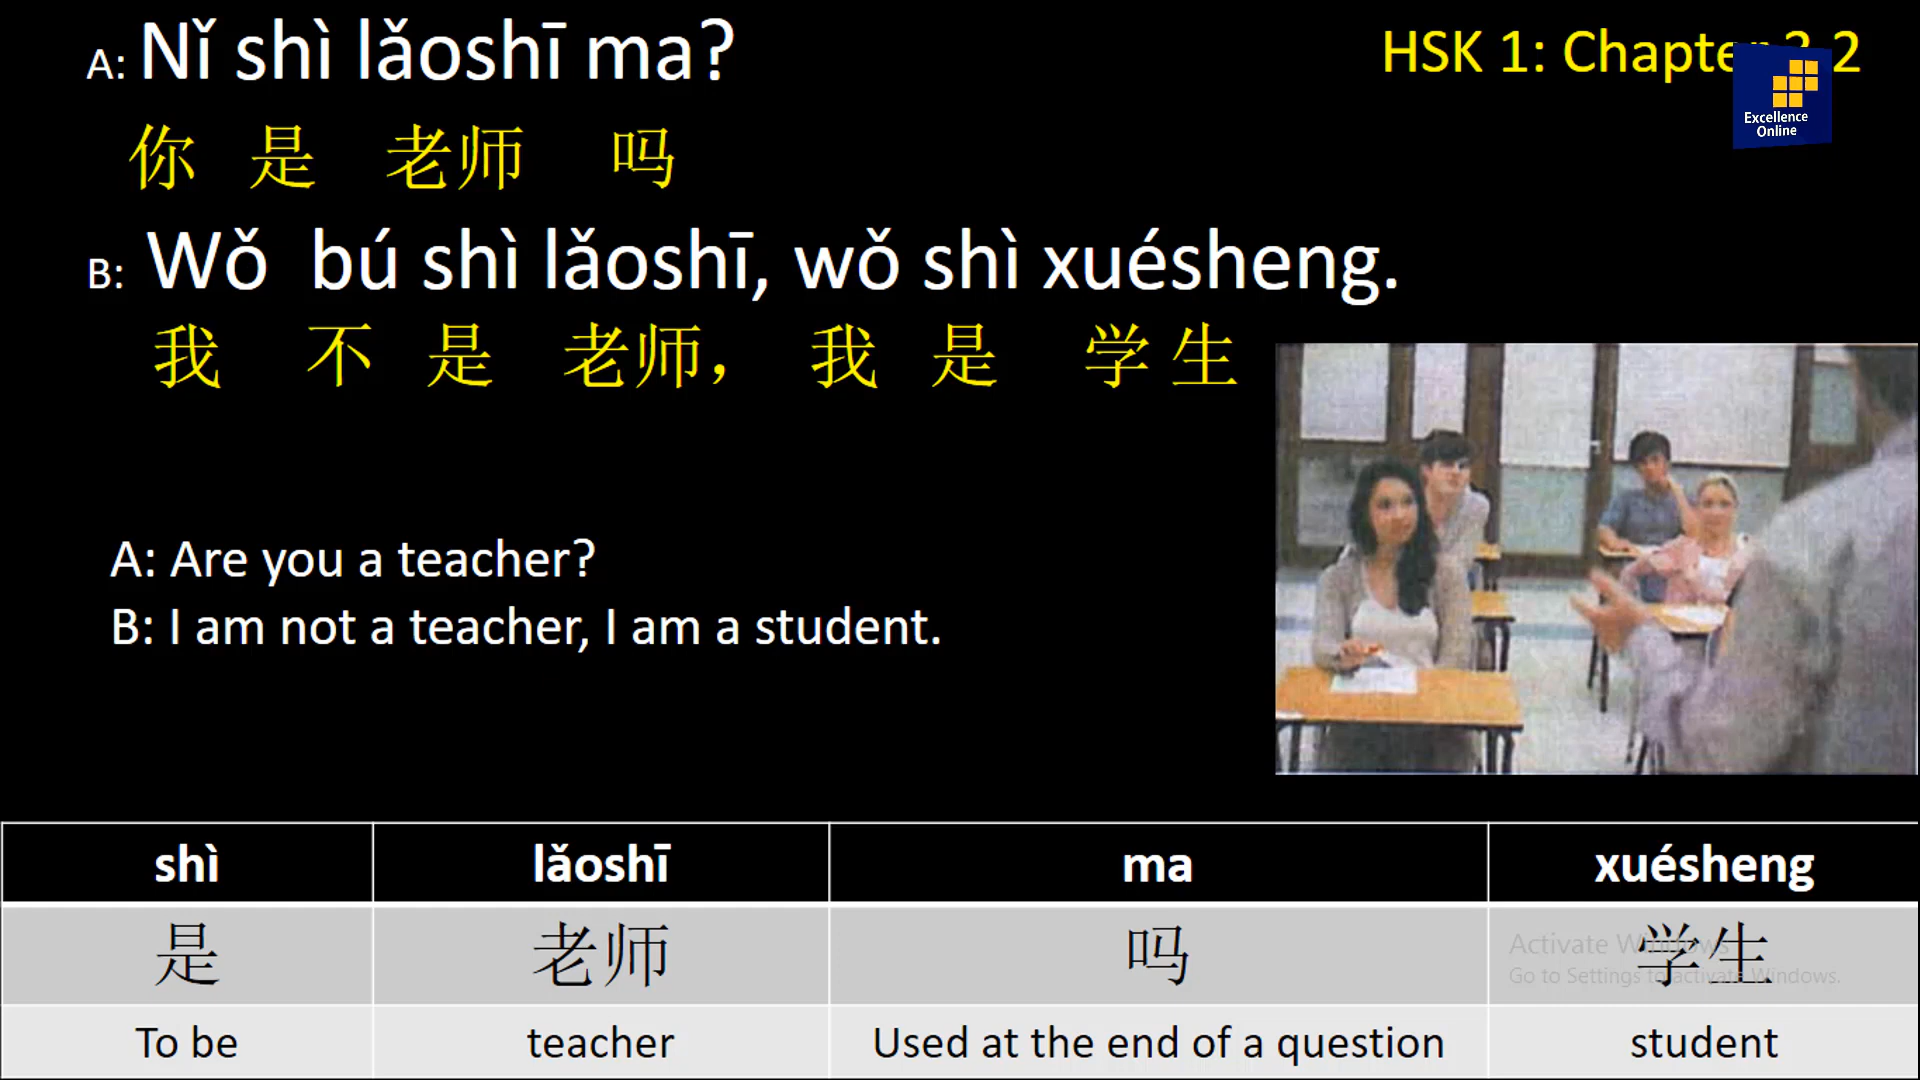 A: Nǐ shì lǎoshī ma?
HSK 1: Chapte 2
Excellence
Online
你 是 老师 吗
B: Wǒ bú shì lǎoshī, wǒ shì xuésheng.
我 不 是 老师， 我 是 学 生
A: Are you a teacher?
B: I am not a teacher, I am a student.
shì lǎoshī ma xuésheng
是 老师 吗 学生
Activate Windows
Go to Settings to activate Windows.
To be teacher Used at the end of a question student